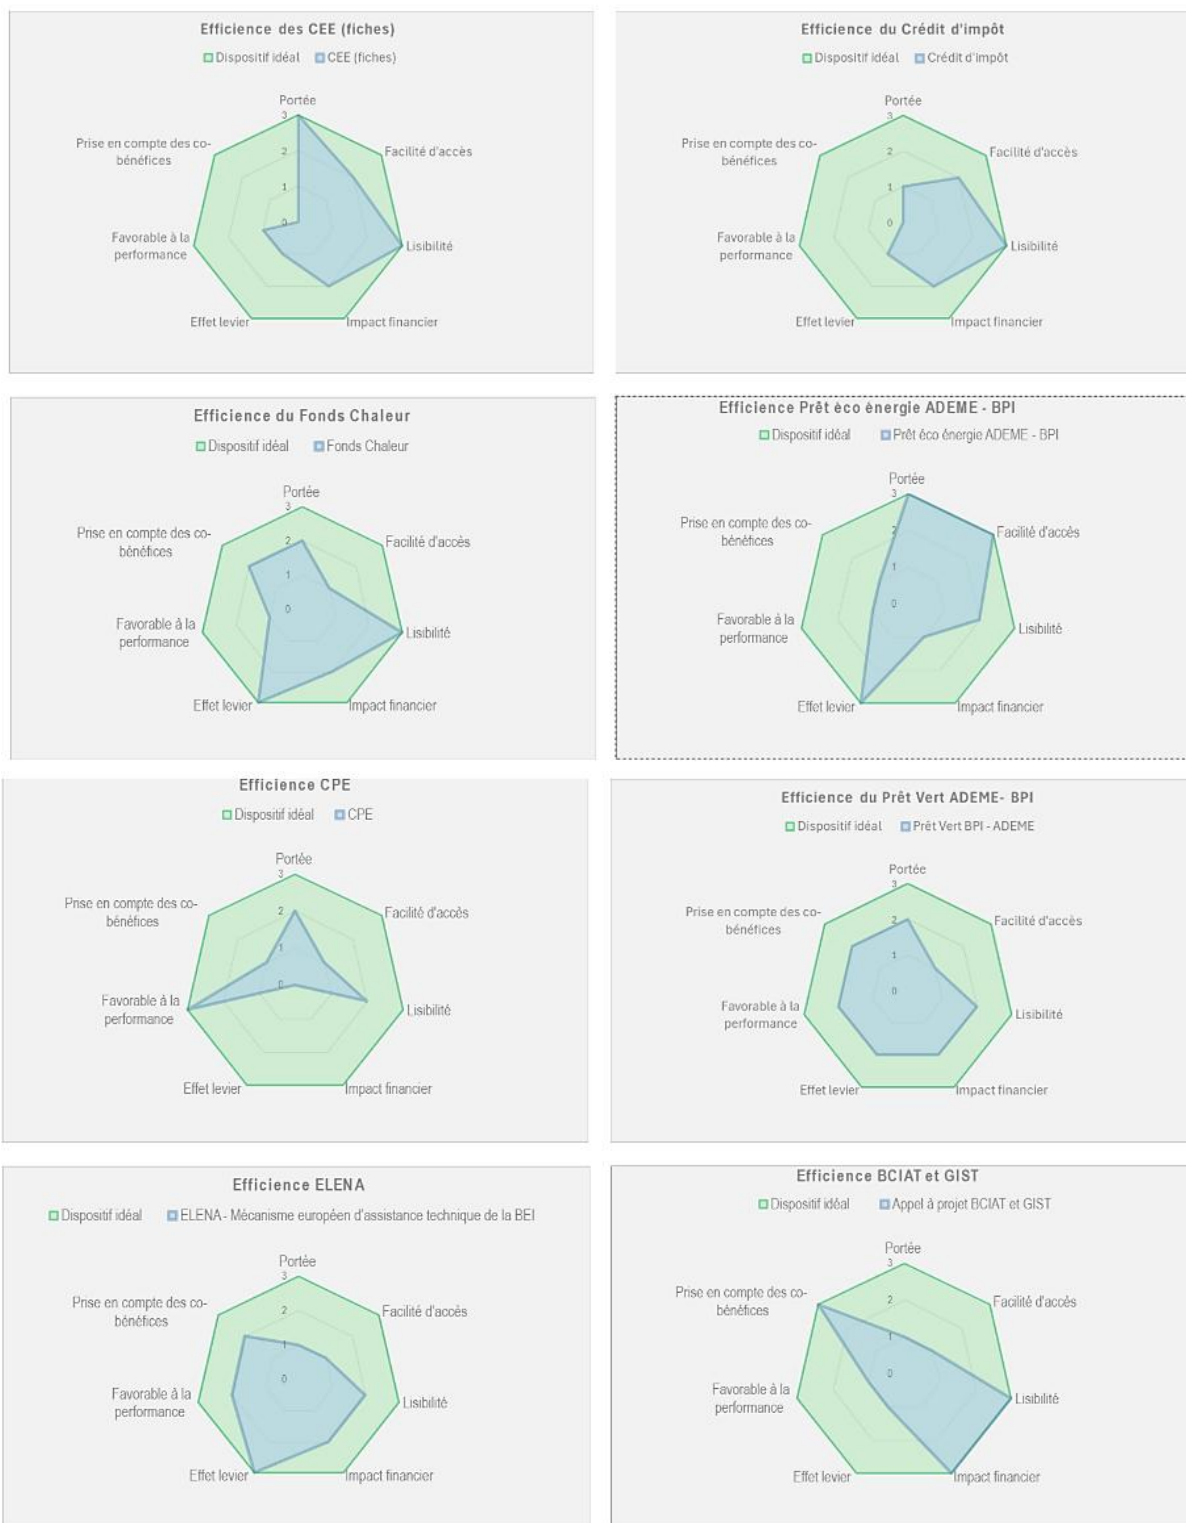 Efficience des CEE (fiches)
Dispositif idéal CEE (fiches)
Portée
3
Prise en compte des co-
bénéfices
Facilité d'accès
2
1
0
Favorable à la
performance
Lisibilité
Effet levier
Impact financier
Efficience du Crédit d'impôt
Dispositif idéal Crédit d'impôt
Portée
3
Prise en compte des co-
bénéfices
Facilité d'accès
2
1
0
Favorable à la
performance
Lisibilité
Effet levier
Impact financier
Efficience du Fonds Chaleur
Dispositif idéal Fonds Chaleur
Portée
3
Prise en compte des co-
bénéfices
Facilité d'accès
2
1
0
Favorable à la
performance
Lisibilité
Effet levier
Impact financier
Efficience Prêt éco énergie ADEME - BPI
Dispositif idéal Prêt éco énergie ADEME - BPI
Portée
3
Prise en compte des co-
bénéfices
Facilité d'accès
2
1
0
Favorable à la
performance
Lisibilité
Effet levier
Impact financier
Efficience CPE
Dispositif idéal CPE
Portée
3
Prise en compte des co-
bénéfices
Facilité d'accès
2
1
0
Favorable à la
performance
Lisibilité
Effet levier
Impact financier
Efficience du Prêt Vert ADEME- BPI
Dispositif idéal Prêt Vert BPI - ADEME
Portée
3
Prise en compte des co-
bénéfices
Facilité d'accès
2
1
0
Favorable à la
performance
Lisibilité
Effet levier
Impact financier
Efficience ELENA
Dispositif idéal ELENA - Mécanisme européen d'assistance technique de la BEI
Portée
3
Prise en compte des co-
bénéfices
Facilité d'accès
2
1
0
Favorable à la
performance
Lisibilité
Effet levier
Impact financier
Efficience BCIAT et GIST
Dispositif idéal Appel à projet BCIAT et GIST
Portée
3
Prise en compte des co-
bénéfices
Facilité d'accès
2
1
0
Favorable à la
performance
Lisibilité
Effet levier
Impact financier